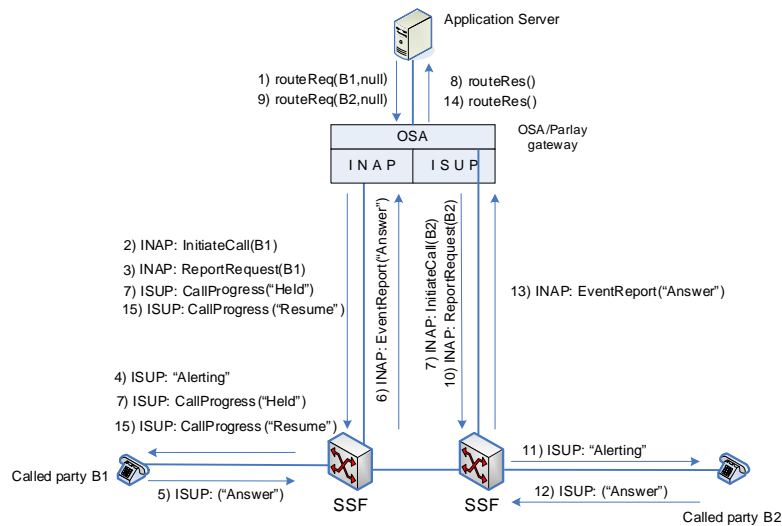 Application Server
1) routeReq(B1,null)
9) routeReq(B2,null)
8) routeRes()
14) routeRes()
OSA
OSA/Parlay
gateway
I N A P
I S U P
2) INAP: InitiateCall(B1)
3) INAP: ReportRequest(B1)
7) ISUP: CallProgress("Held")
15) ISUP: CallProgress("Resume")
6) INAP: EventReport("Answer")
7) INAP: InitiateCall(B2)
10) INAP: ReportRequest(B2)
13) INAP: EventReport("Answer")
4) ISUP: "Alerting"
7) ISUP: CallProgress("Held")
15) ISUP: CallProgress("Resume")
11) ISUP: "Alerting"
Called party B1
5) ISUP: ("Answer")
SSF
SSF
12) ISUP: ("Answer")
Called party B2